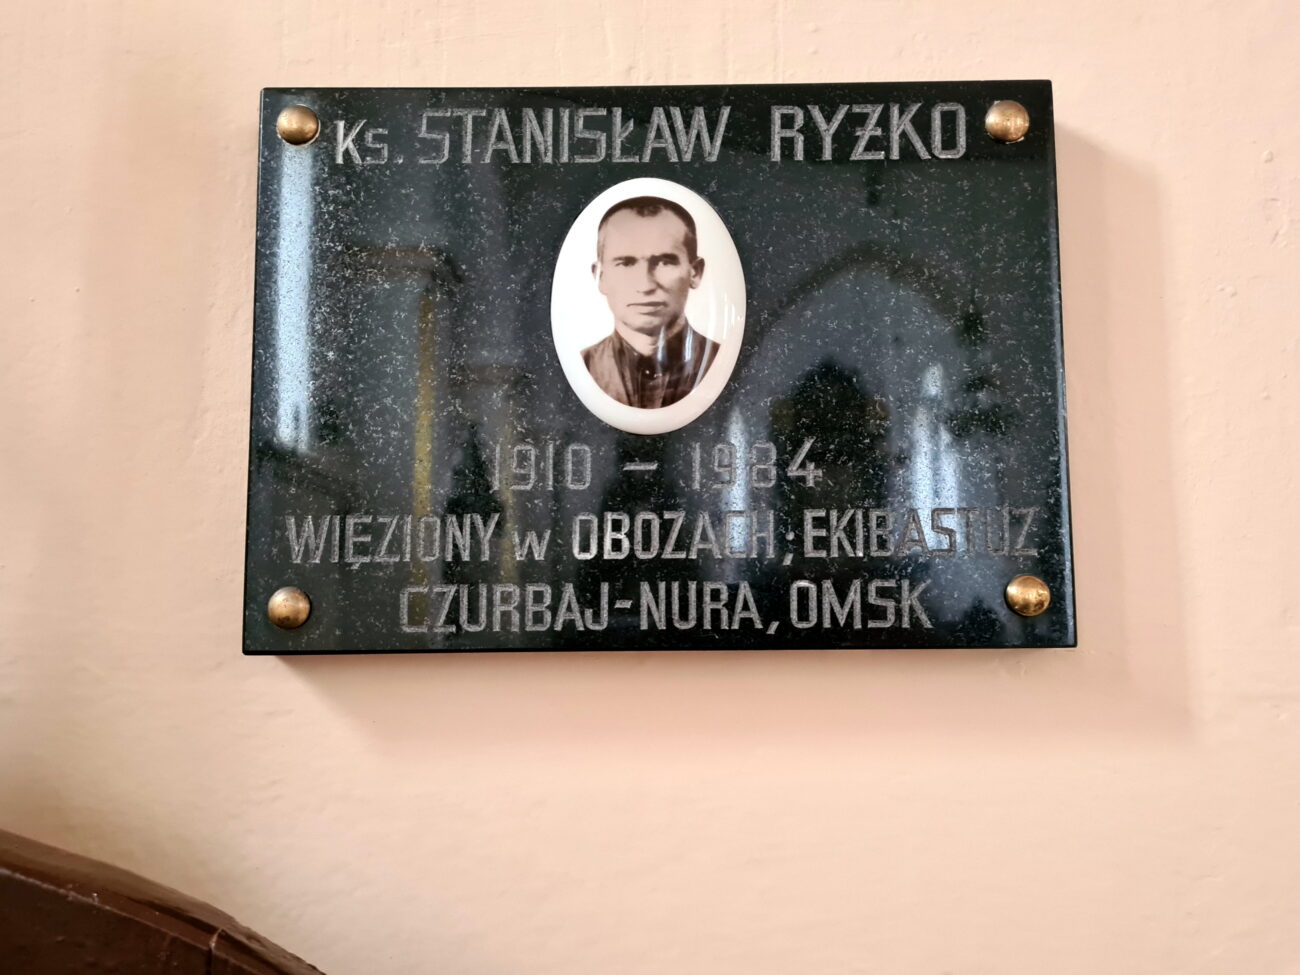 Ks. STANISŁAW RYŻKO
1910 – 1984
WIĘZIONY w OBOZACH; EKIBASTUZ
CZURBAJ-NURA, OMSK